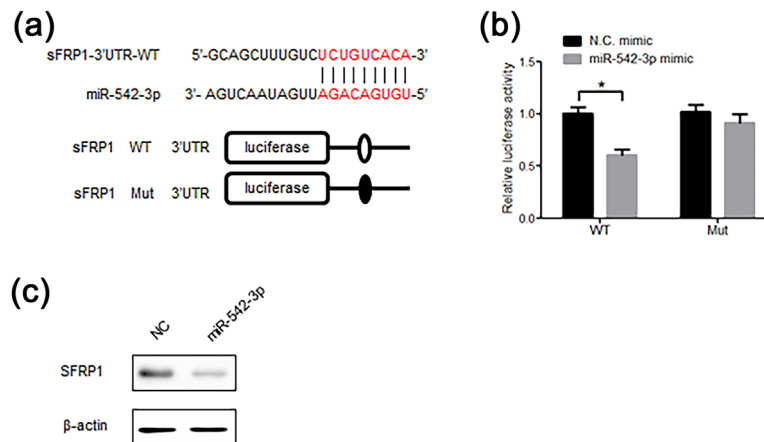 (a)
sFRP1-3'UTR-WT 5'-GCAGCUUUGUCUCUGUCACA-3'
miR-542-3p 3'- AGUCAAUAGUUAGACAGUGU-5'
sFRP1 WT 3'UTR luciferase
sFRP1 Mut 3'UTR luciferase
(b)
N.C. mimic
miR-542-3p mimic
Relative luciferase activity
1.5
1.0
0.5
0.0
*
WT Mut
(c)
NC miR-542-3p
SFRP1
β-actin